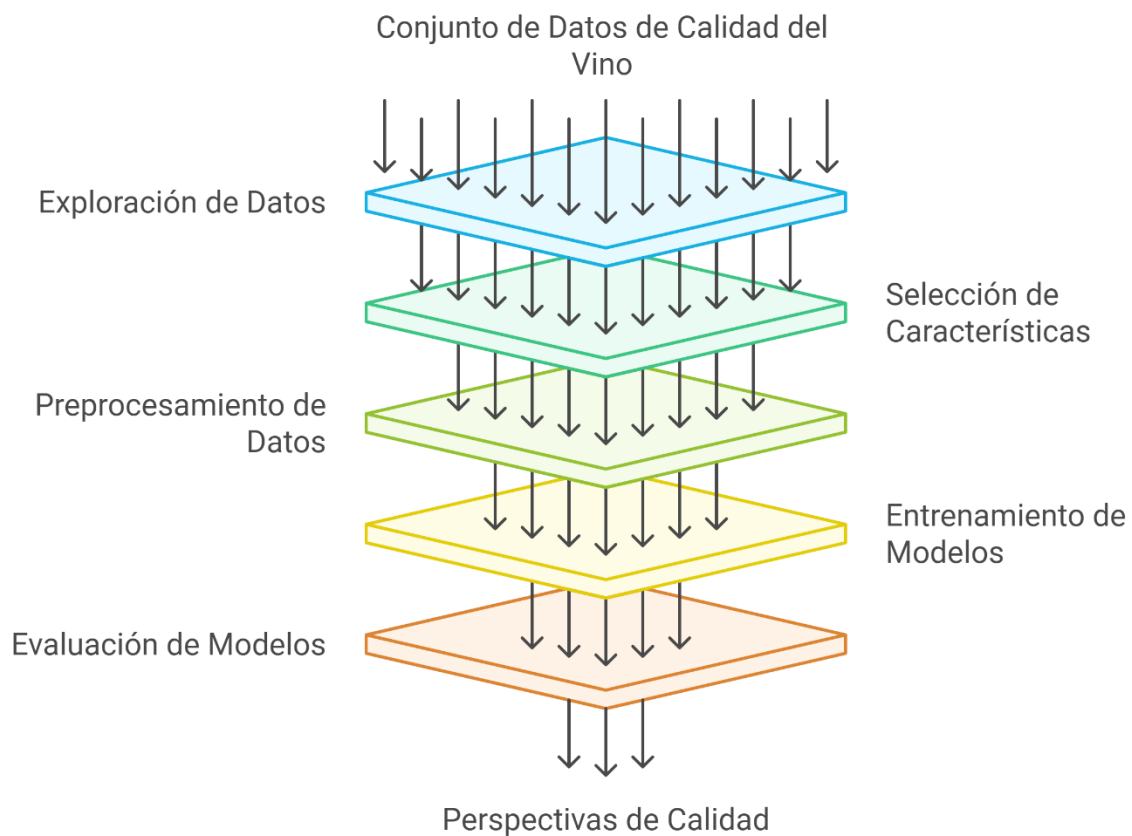 Conjunto de Datos de Calidad del
Vino
Exploración de Datos
Selección de
Características
Preprocesamiento de
Datos
Entrenamiento de
Modelos
Evaluación de Modelos
Perspectivas de Calidad